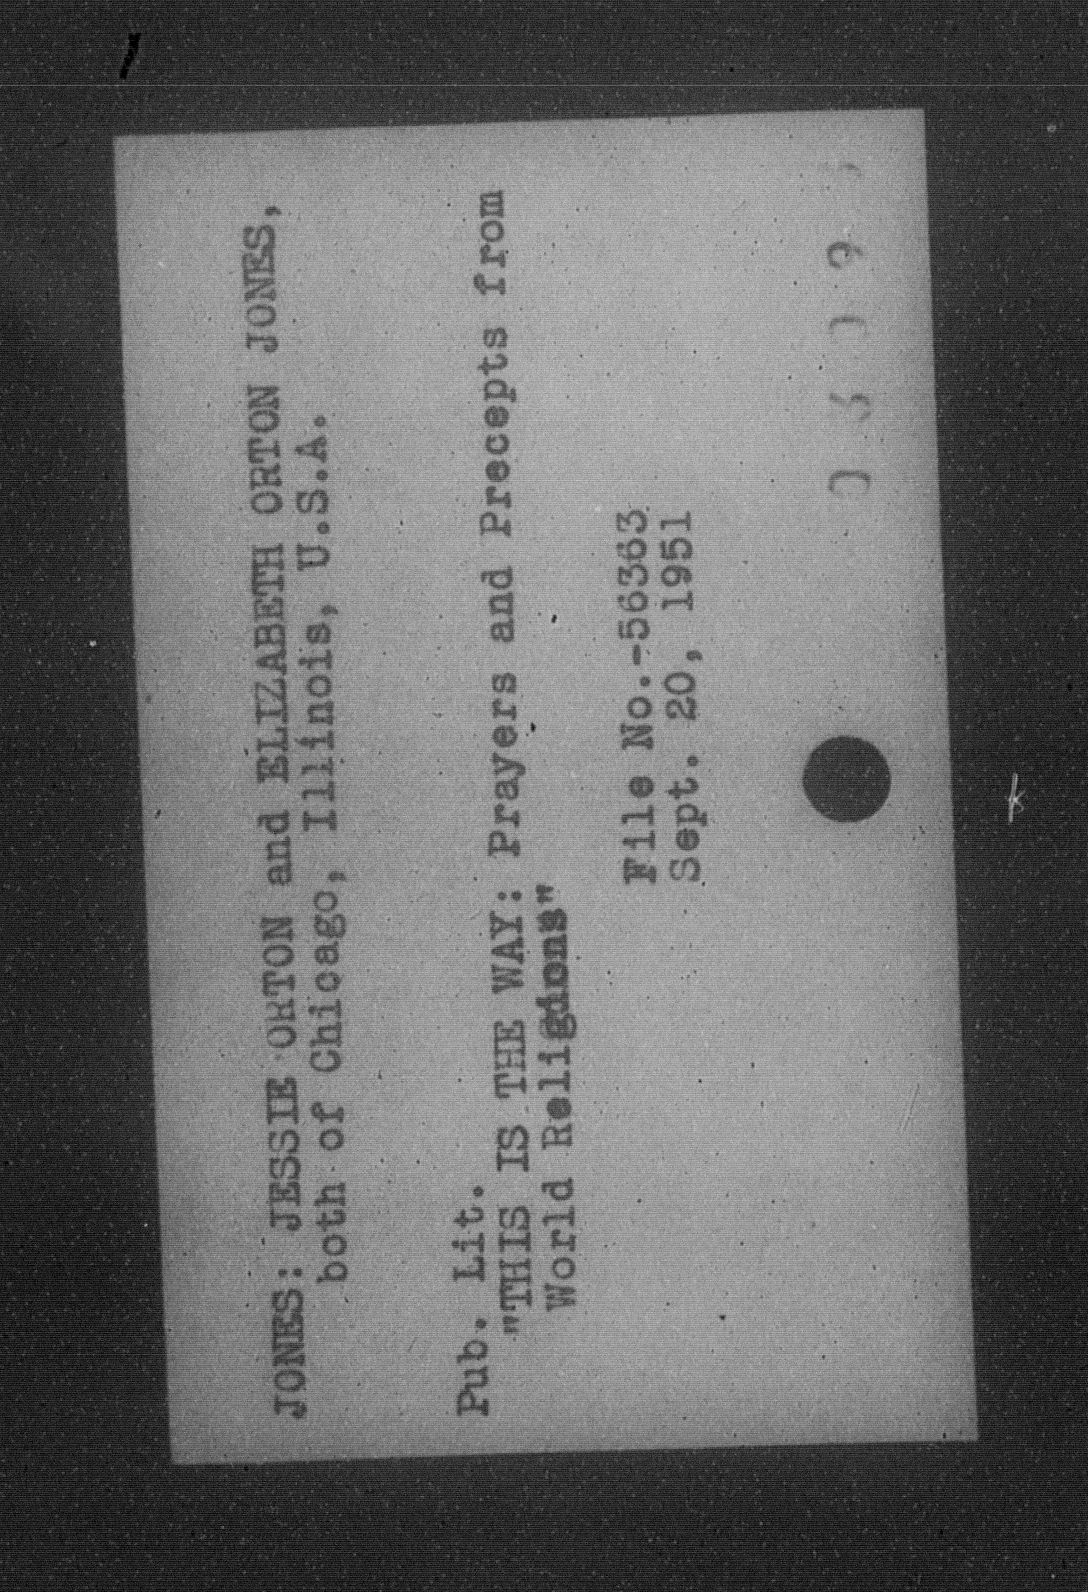 JONES: JESSIE ORTON and ELIZABETH ORTON JONES,
both of Chicago, Illinois, U.S.A.
Pub. Lit.
"THIS IS THE WAY: Prayers and Precepts from
World Religions"
File No.-56363
Sept. 20, 1951